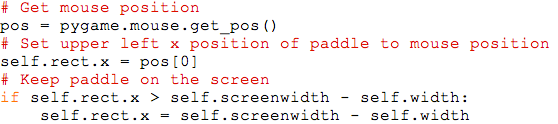 # Get mouse position
pos = pygame.mouse.get_pos()
# Set upper left x position of paddle to mouse position
self.rect.x = pos[0]
# Keep paddle on the screen
if self.rect.x > self.screenwidth - self.width:
    self.rect.x = self.screenwidth - self.width